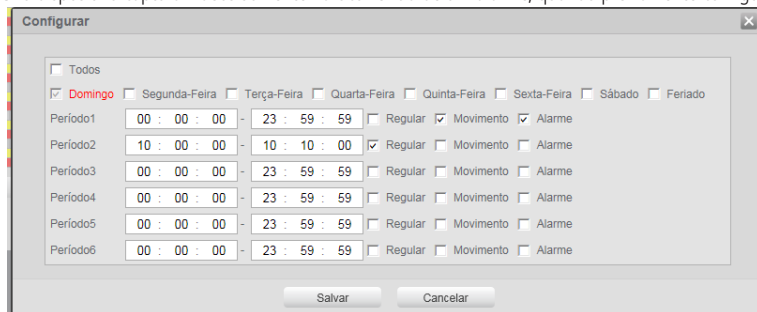 Configurar
Todos
Domingo Segunda-Feira Terça-Feira Quarta-Feira Quinta-Feira Sexta-Feira Sábado Feriado
Período1 00 : 00 : 00 - 23 : 59 : 59 Regular Movimento Alarme
Período2 10 : 00 : 00 - 10 : 10 : 00 Regular Movimento Alarme
Período3 00 : 00 : 00 - 23 : 59 : 59 Regular Movimento Alarme
Período4 00 : 00 : 00 - 23 : 59 : 59 Regular Movimento Alarme
Período5 00 : 00 : 00 - 23 : 59 : 59 Regular Movimento Alarme
Período6 00 : 00 : 00 - 23 : 59 : 59 Regular Movimento Alarme
Salvar Cancelar